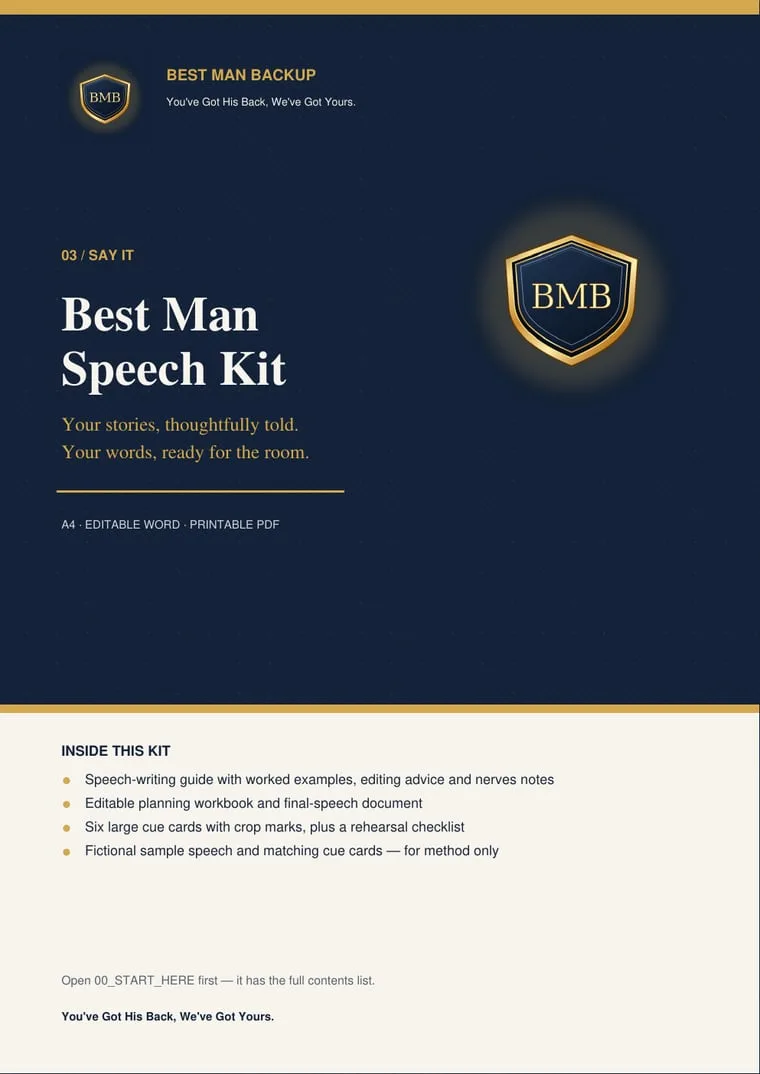 BMB
BEST MAN BACKUP
You've Got His Back, We've Got Yours.
03 / SAY IT
Best Man
Speech Kit
BMB
Your stories, thoughtfully told.
Your words, ready for the room.
A4 · EDITABLE WORD · PRINTABLE PDF
INSIDE THIS KIT
Speech-writing guide with worked examples, editing advice and nerves notes
Editable planning workbook and final-speech document
Six large cue cards with crop marks, plus a rehearsal checklist
Fictional sample speech and matching cue cards — for method only
Open 00_START_HERE first — it has the full contents list.
You've Got His Back, We've Got Yours.